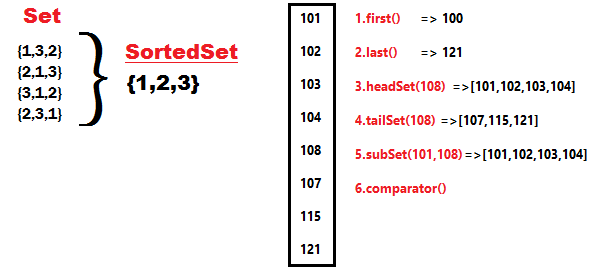 Set
{1,3,2}
{2,1,3}
{3,1,2}
{2,3,1}
SortedSet
{1,2,3}
101
102
103
104
108
107
115
121
1.first() => 100
2.last() => 121
3.headSet(108) =>[101,102,103,104]
4.tailSet(108) =>[107,115,121]
5.subSet(101,108) =>[101,102,103,104]
6.comparator()